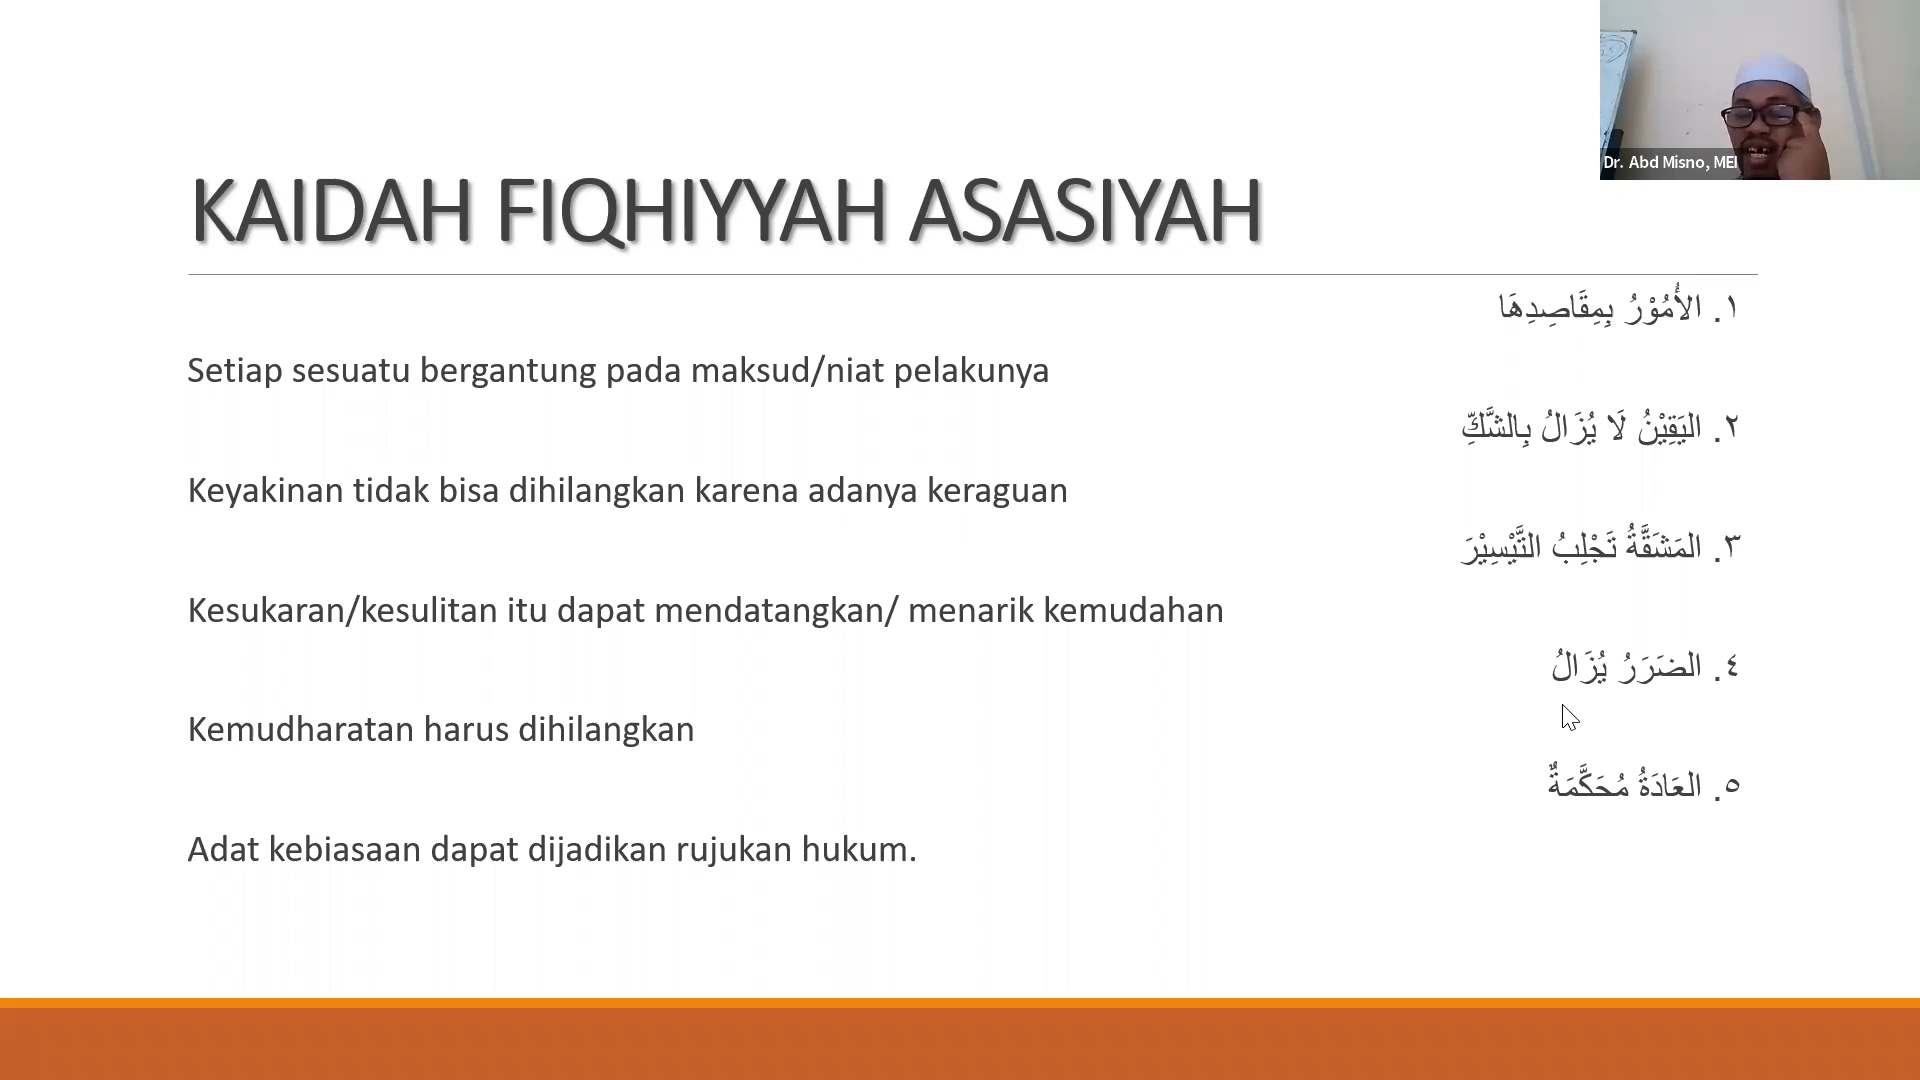 Dr. Abd Misno, MEI
KAIDAH FIQHIYYAH ASASIYAH
١. الأُمُوْرُ بِمِقَاصِدِهَا
Setiap sesuatu bergantung pada maksud/niat pelakunya
٢. اليَقِيْنُ لَا يُزَالُ بِالشَّكِّ
Keyakinan tidak bisa dihilangkan karena adanya keraguan
٣. المَشَقَّةُ تَجْلِبُ التَّيْسِيْرَ
Kesukaran/kesulitan itu dapat mendatangkan/ menarik kemudahan
٤. الضَرَرُ يُزَالُ
Kemudharatan harus dihilangkan
٥. العَادَةُ مُحَكَّمَةٌ
Adat kebiasaan dapat dijadikan rujukan hukum.